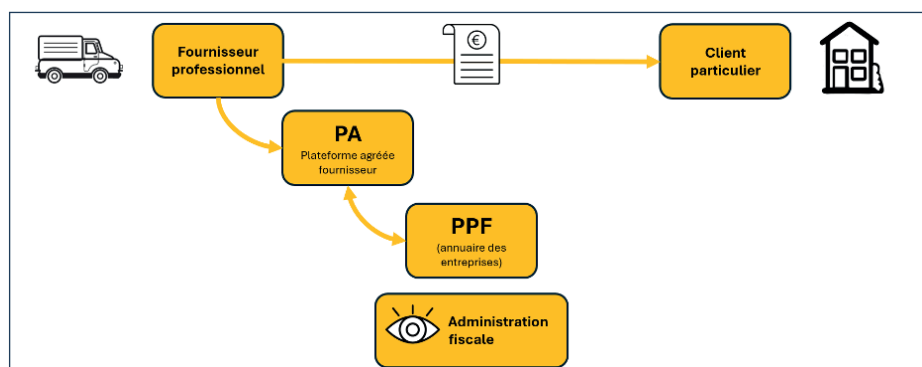 Fournisseur
professionnel
€
Client
particulier
PA
Plateforme agréée
fournisseur
PPF
(annuaire des
entreprises)
Administration
fiscale